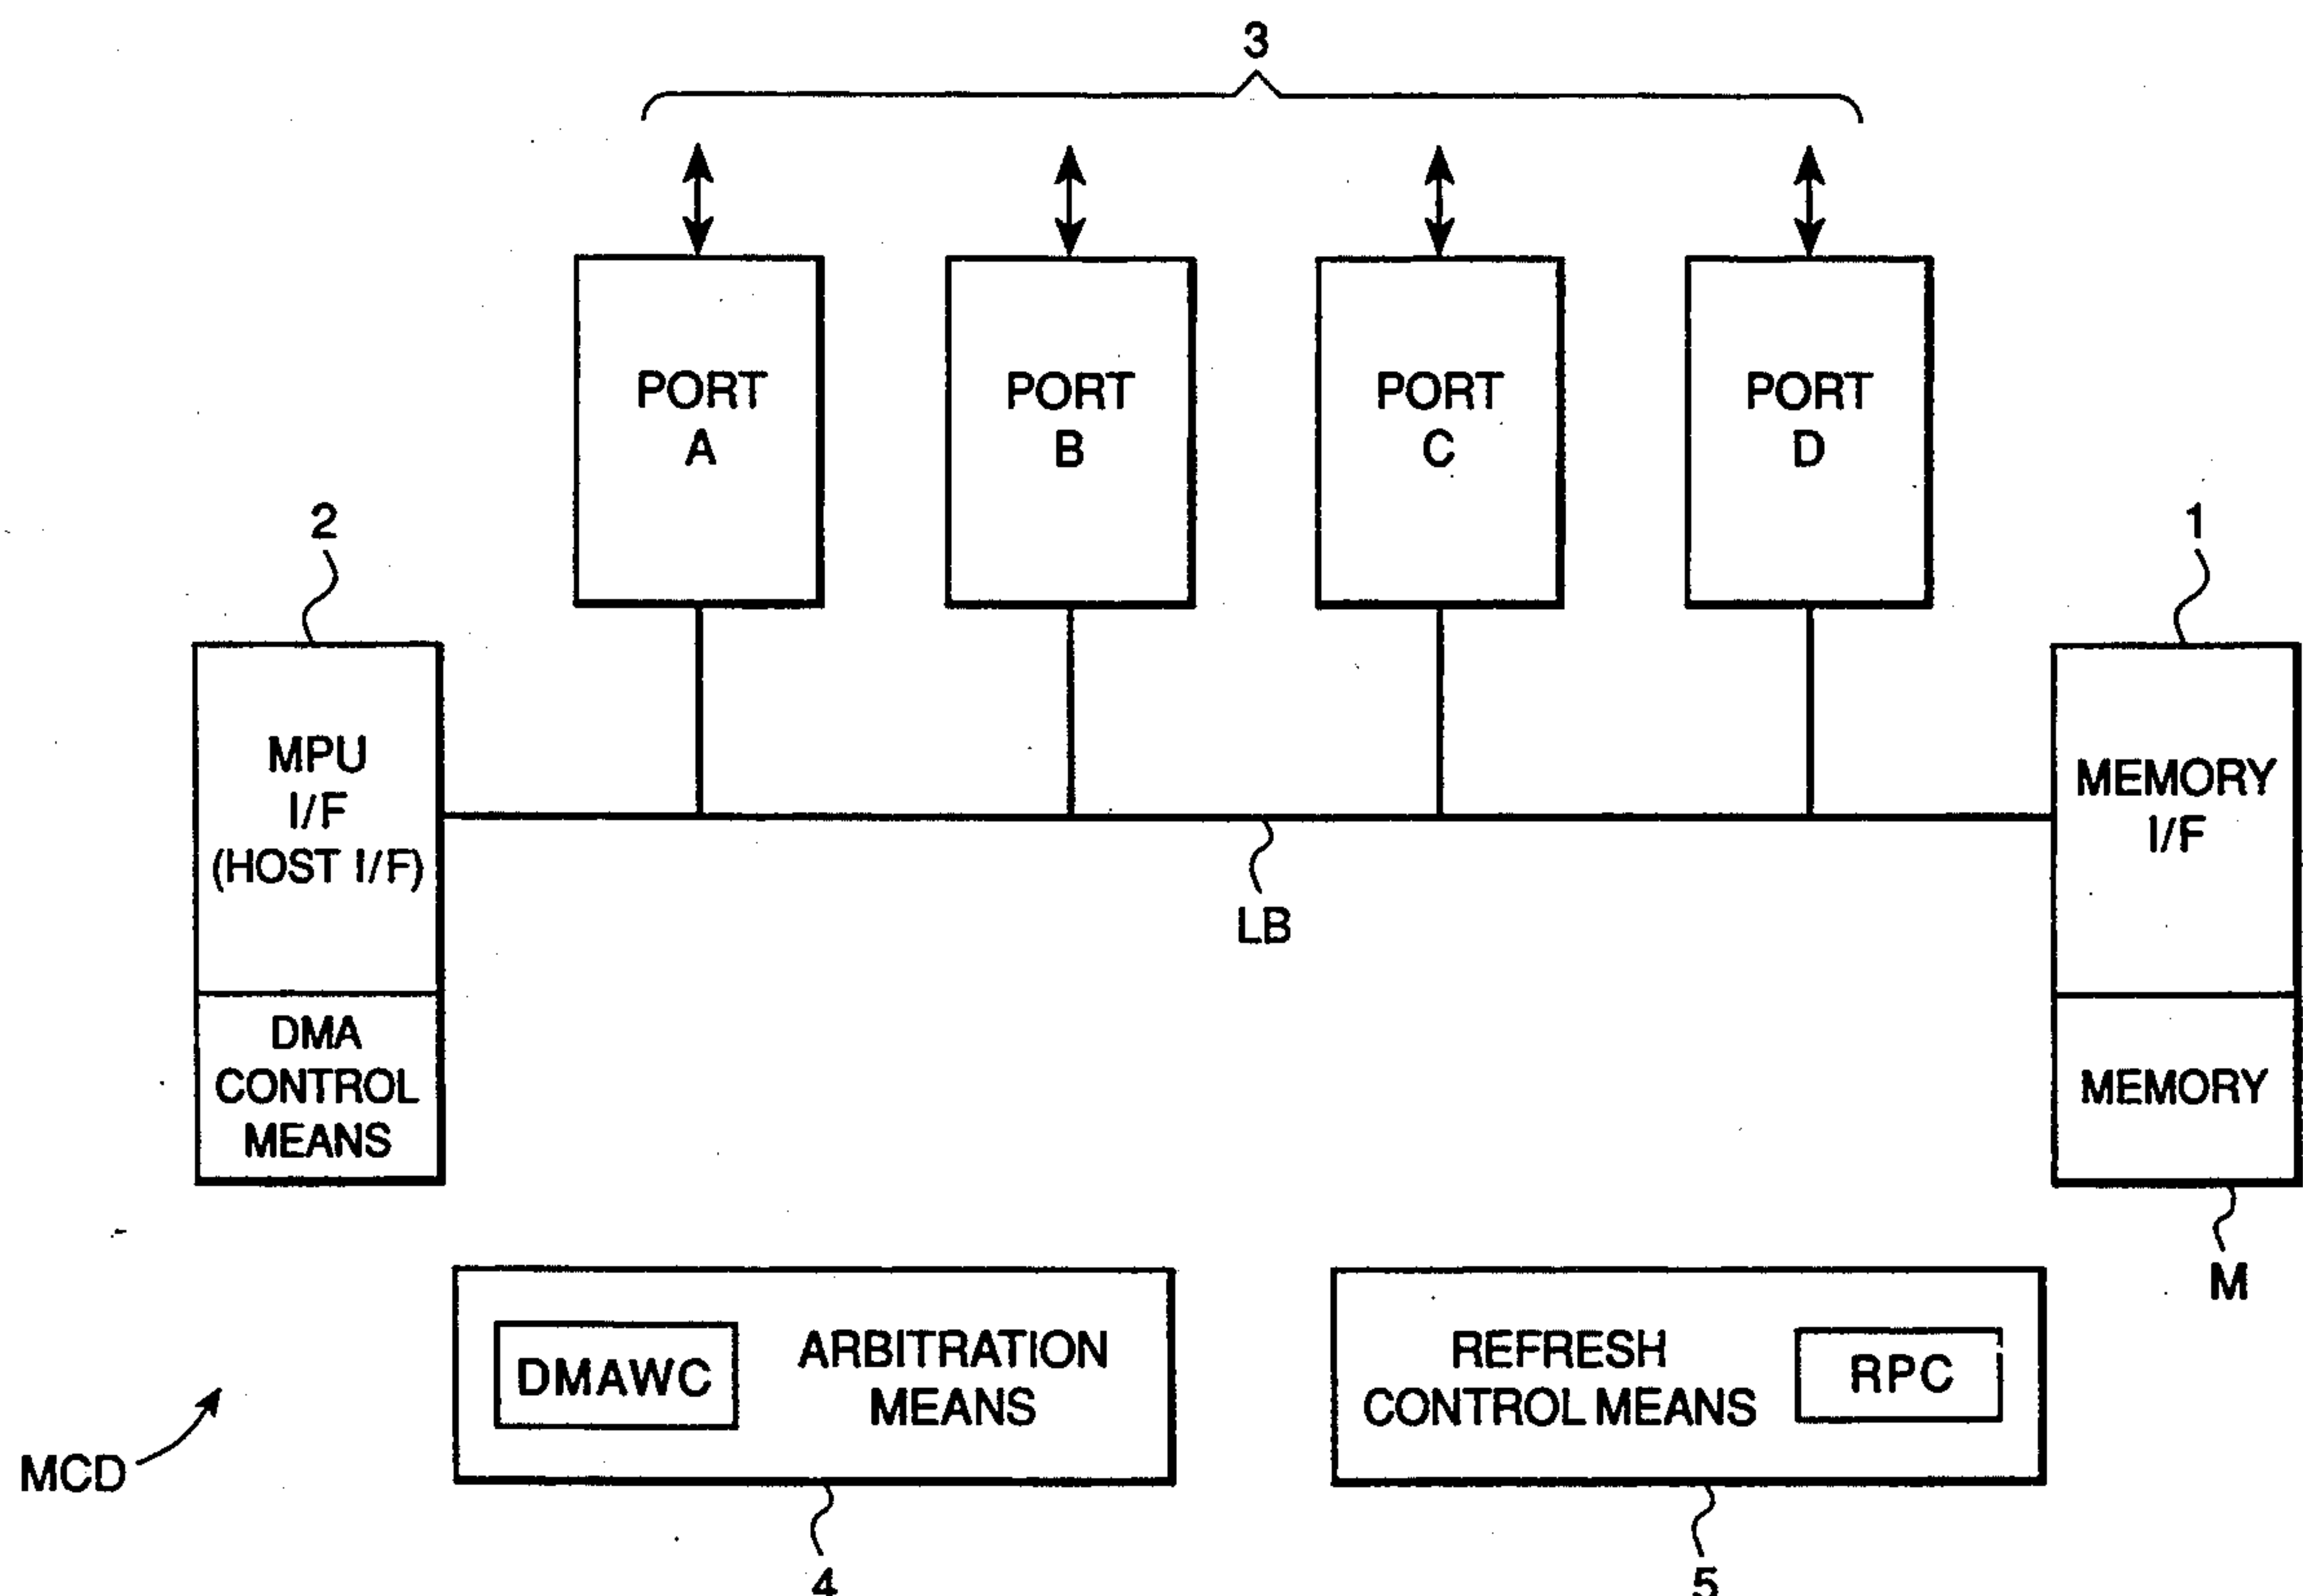 3
PORT
A
PORT
B
PORT
C
PORT
D
2
1
MPU
I/F
(HOST I/F)
MEMORY
I/F
LB
DMA
CONTROL
MEANS
MEMORY
M
DMAWC
ARBITRATION
MEANS
REFRESH
CONTROL MEANS
RPC
MCD
4
5